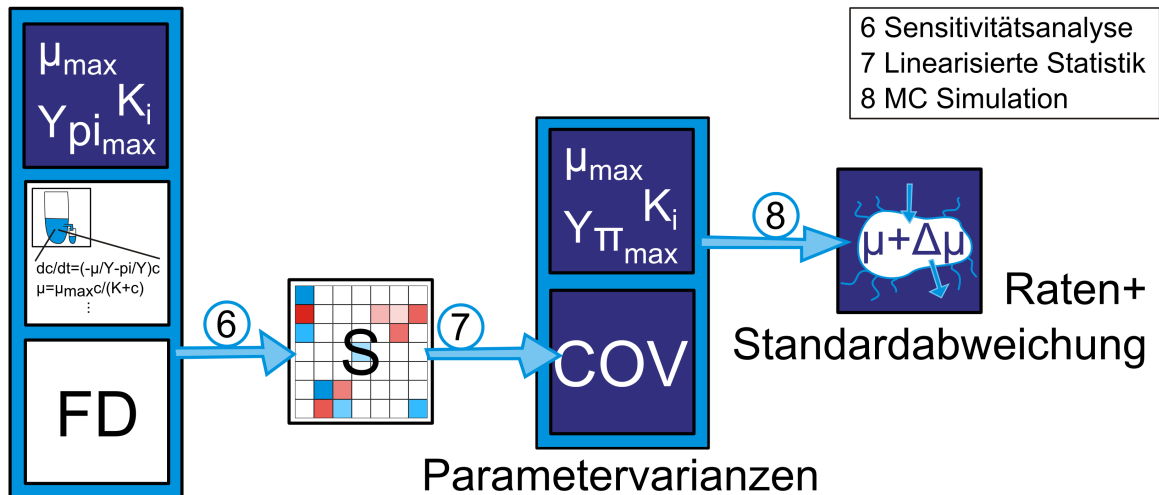 μmax
Ki
Ypimax
dc/dt=(-μ/Y-pi/Y)c
μ=μmaxc/(K+c)
⋮
FD
6
S
7
μmax
Ki
Yπmax
COV
Parametervarianzen
8
μ+Δμ
Raten+
Standardabweichung
6 Sensitivitätsanalyse
7 Linearisierte Statistik
8 MC Simulation